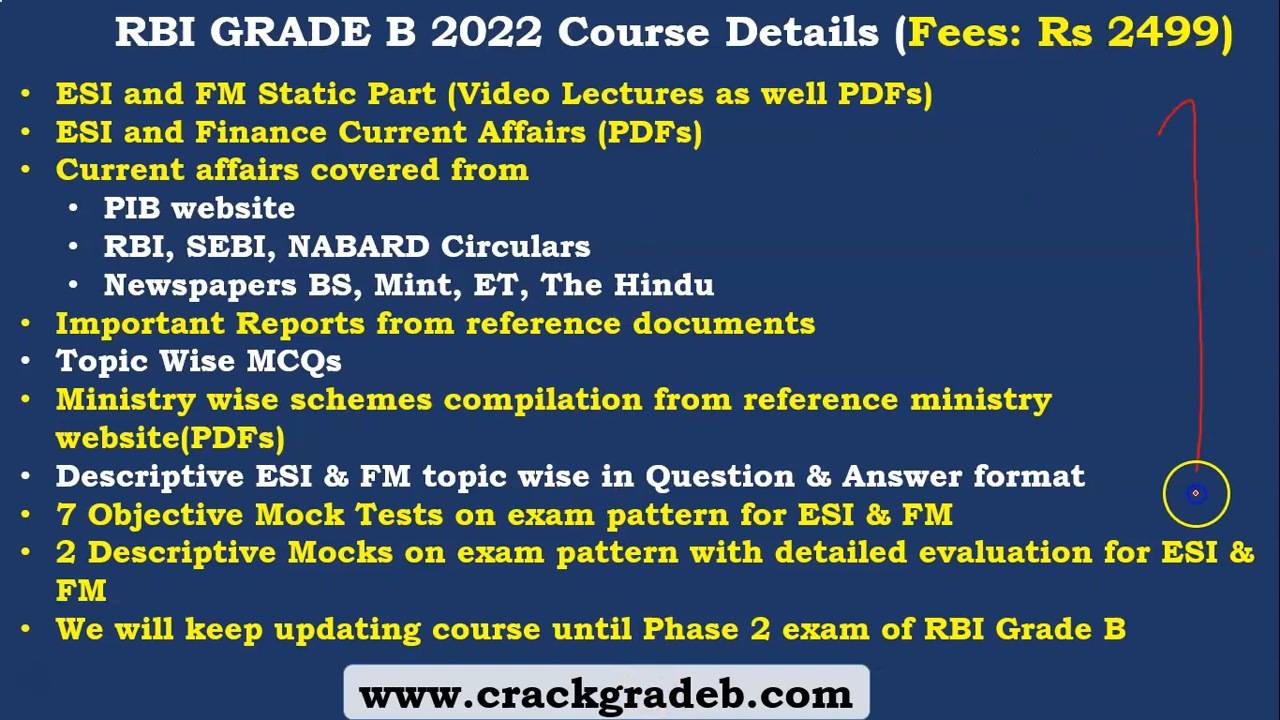 RBI GRADE B 2022 Course Details (Fees: Rs 2499)
• ESI and FM Static Part (Video Lectures as well PDFs)
• ESI and Finance Current Affairs (PDFs)
• Current affairs covered from
• PIB website
• RBI, SEBI, NABARD Circulars
• Newspapers BS, Mint, ET, The Hindu
• Important Reports from reference documents
• Topic Wise MCQs
• Ministry wise schemes compilation from reference ministry
website(PDFs)
• Descriptive ESI & FM topic wise in Question & Answer format
• 7 Objective Mock Tests on exam pattern for ESI & FM
• 2 Descriptive Mocks on exam pattern with detailed evaluation for ESI &
FM
• We will keep updating course until Phase 2 exam of RBI Grade B
www.crackgradeb.com